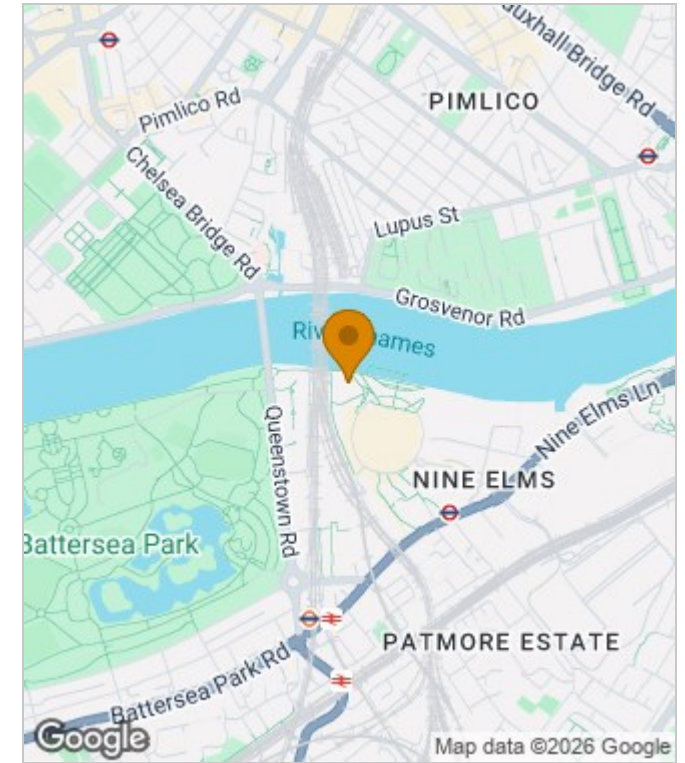 auxhall Bridge Rd
PIMLICO
Pimlico Rd
Chelsea Bridge Rd
Lupus St
Grosvenor Rd
River Thames
Nine Elms Ln
Queenstown Rd
NINE ELMS
Battersea Park
PATMORE ESTATE
Battersea Park Rd
Google
Map data ©2026 Google